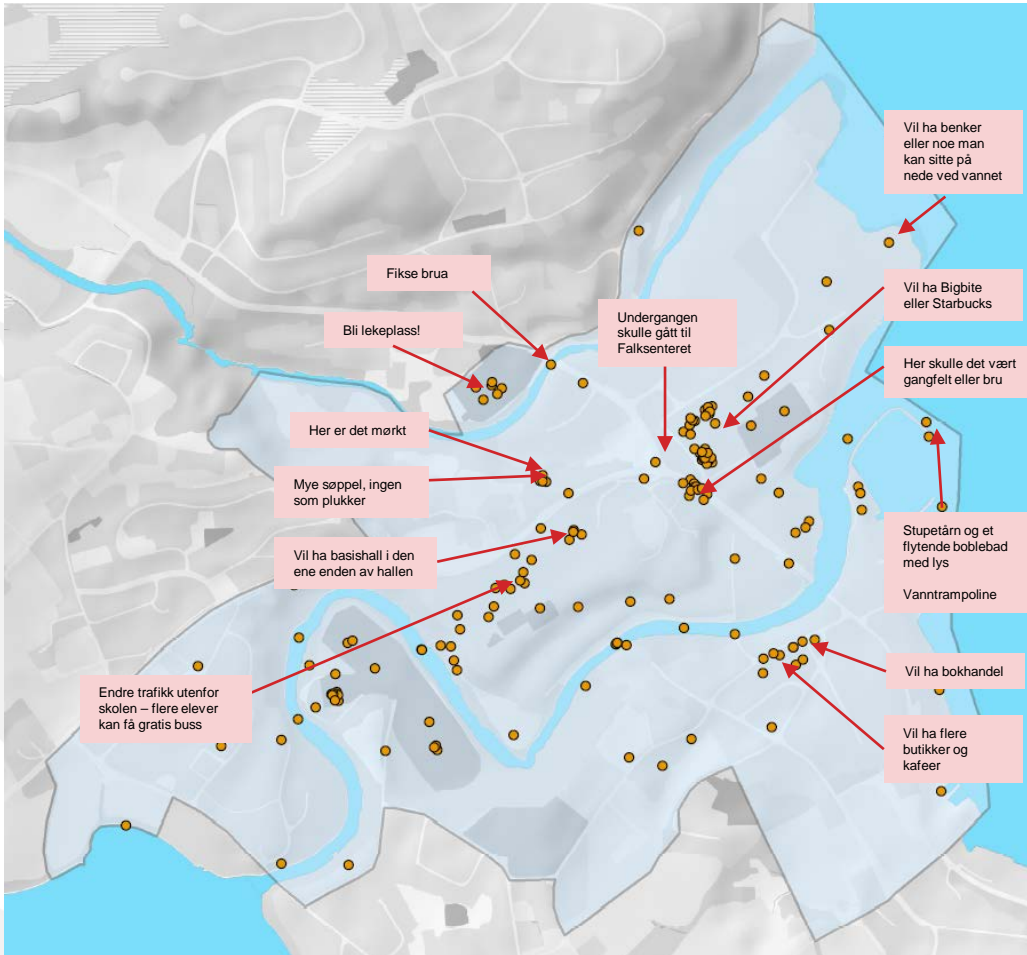 Vil ha benker
eller noe man
kan sitte på
nede ved vannet
Fikse brua
Vil ha Bigbite
eller Starbucks
Undergangen
skulle gått til
Falksenteret
Bli lekeplass!
Her skulle det vært
gangfelt eller bru
Her er det mørkt
Mye søppel, ingen
som plukker
Stupetårn og et
flytende boblebad
med lys
Vanntrampoline
Vil ha basishall i den
ene enden av hallen
Vil ha bokhandel
Endre trafikk utenfor
skolen – flere elever
kan få gratis buss
Vil ha flere
butikker og
kafeer